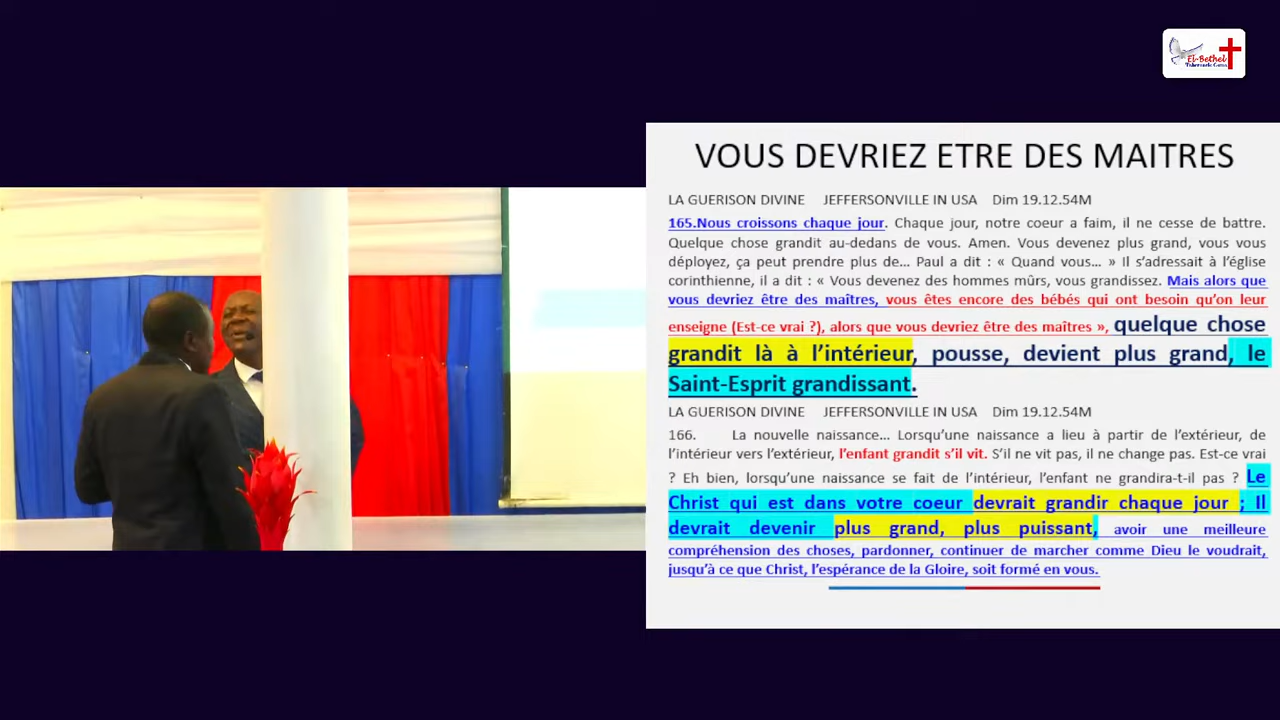 El-Bethel
VOUS DEVRIEZ ETRE DES MAITRES
LA GUERISON DIVINE JEFFERSONVILLE IN USA Dim 19.12.54M
165.Nous croissons chaque jour. Chaque jour, notre coeur a faim, il ne cesse de battre.
Quelque chose grandit au-dedans de vous. Amen. Vous devenez plus grand, vous vous
déployez, ça peut prendre plus de... Paul a dit : « Quand vous... » Il s'adressait à l'église
corinthienne, il a dit : « Vous devenez des hommes mûrs, vous grandissez. Mais alors que
vous devriez être des maîtres, vous êtes encore des bébés qui ont besoin qu'on leur
enseigne (Est-ce vrai ?), alors que vous devriez être des maîtres », quelque chose
grandit là à l'intérieur, pousse, devient plus grand, le
Saint-Esprit grandissant.
LA GUERISON DIVINE JEFFERSONVILLE IN USA Dim 19.12.54M
166. La nouvelle naissance... Lorsqu'une naissance a lieu à partir de l'extérieur, de
l'intérieur vers l'extérieur, l'enfant grandit s'il vit. S'il ne vit pas, il ne change pas. Est-ce vrai
? Eh bien, lorsqu'une naissance se fait de l'intérieur, l'enfant ne grandira-t-il pas ? Le
Christ qui est dans votre coeur devrait grandir chaque jour ; Il
devrait devenir plus grand, plus puissant, avoir une meilleure
compréhension des choses, pardonner, continuer de marcher comme Dieu le voudrait,
jusqu'à ce que Christ, l'espérance de la Gloire, soit formé en vous.